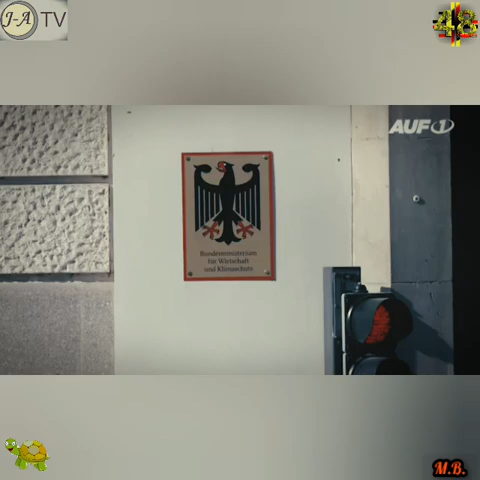 J-A TV
AUF1
Bundesministerium
für Wirtschaft
und Klimaschutz
M.B.